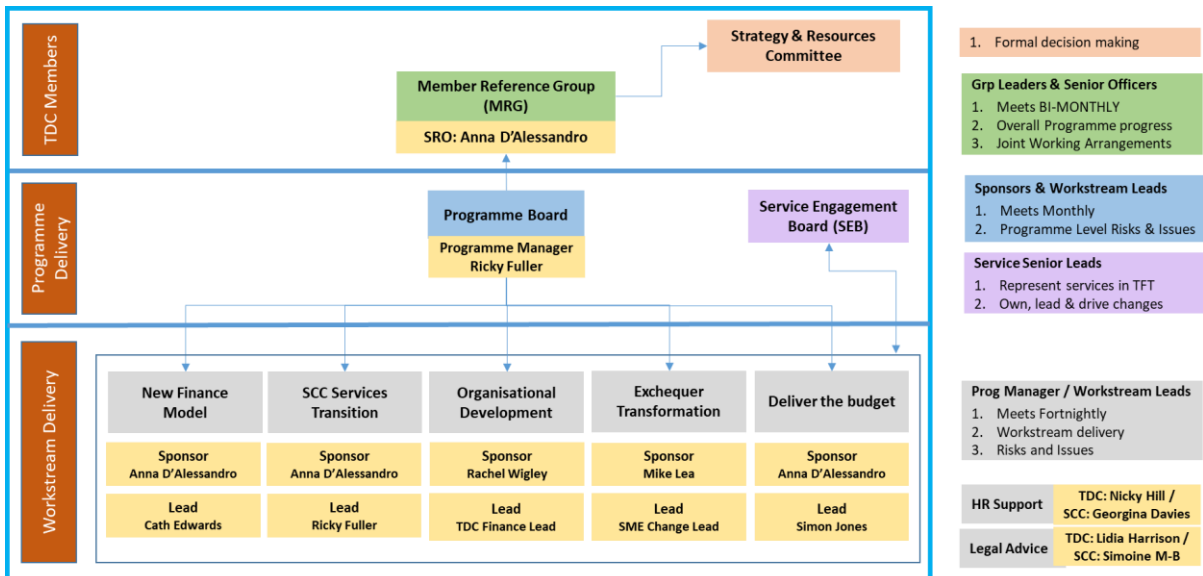 TDC Members
Strategy & Resources
Committee
Member Reference Group
(MRG)
SRO: Anna D'Alessandro
Programme
Delivery
Programme Board
Programme Manager
Ricky Fuller
Service Engagement
Board (SEB)
Workstream Delivery
New Finance
Model
Sponsor
Anna D'Alessandro
Lead
Cath Edwards
SCC Services
Transition
Sponsor
Anna D'Alessandro
Lead
Ricky Fuller
Organisational
Development
Sponsor
Rachel Wigley
Lead
TDC Finance Lead
Exchequer
Transformation
Sponsor
Mike Lea
Lead
SME Change Lead
Deliver the budget
Sponsor
Anna D'Alessandro
Lead
Simon Jones
1. Formal decision making
Grp Leaders & Senior Officers
1. Meets BI-MONTHLY
2. Overall Programme progress
3. Joint Working Arrangements
Sponsors & Workstream Leads
1. Meets Monthly
2. Programme Level Risks & Issues
Service Senior Leads
1. Represent services in TFT
2. Own, lead & drive changes
Prog Manager / Workstream Leads
1. Meets Fortnightly
2. Workstream delivery
3. Risks and Issues
HR Support
TDC: Nicky Hill /
SCC: Georgina Davies
Legal Advice
TDC: Lidia Harrison /
SCC: Simoine M-B